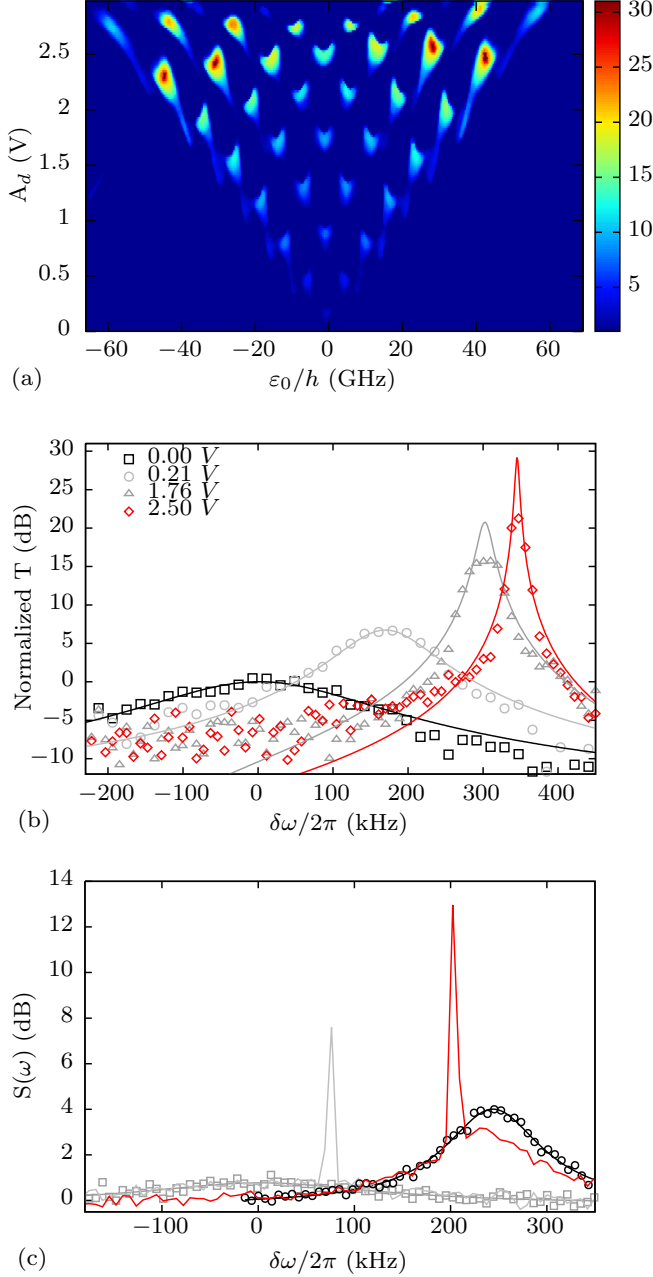 3
2.5
2
1.5
1
0.5
0
A_d (V)
30
25
20
15
10
5
−60 −40 −20 0 20 40 60
(a) ε₀/h (GHz)
30
25
20
15
10
5
0
−5
−10
Normalized T (dB)
0.00 V
0.21 V
1.76 V
2.50 V
−200 −100 0 100 200 300 400
(b) δω/2π (kHz)
14
12
10
8
6
4
2
0
S(ω) (dB)
−100 0 100 200 300
(c) δω/2π (kHz)